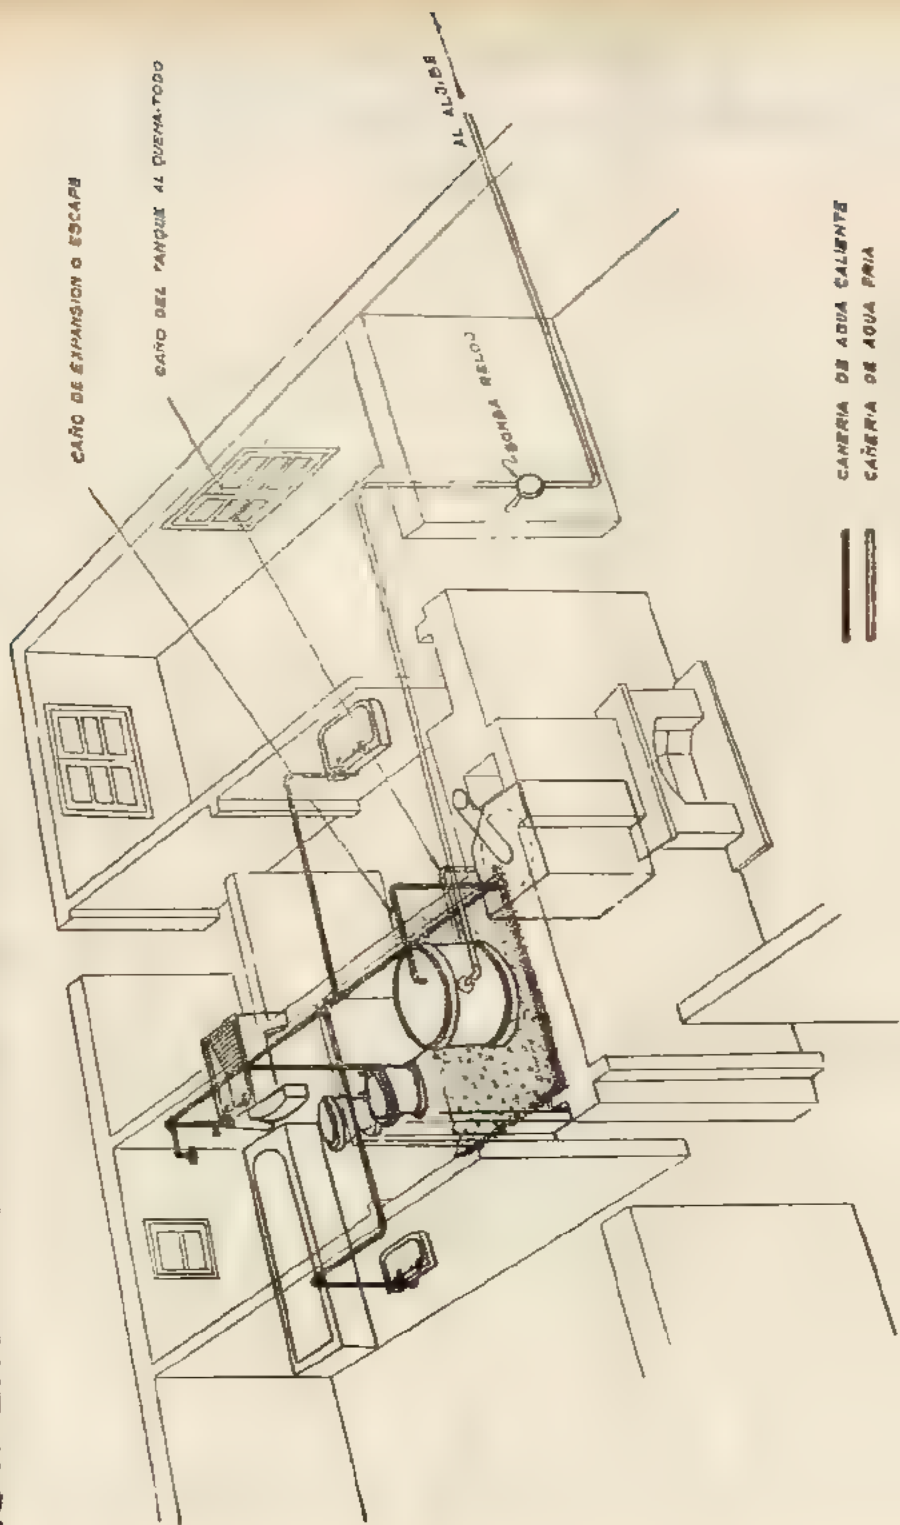 CAÑO DE EXPANSION O ESCAPE
CAÑO DEL TANQUE AL QUEMA-TODO
AL ALJIBE
BOMBA RELOJ
CAÑERIA DE AGUA CALIENTE
CAÑERIA DE AGUA FRIA